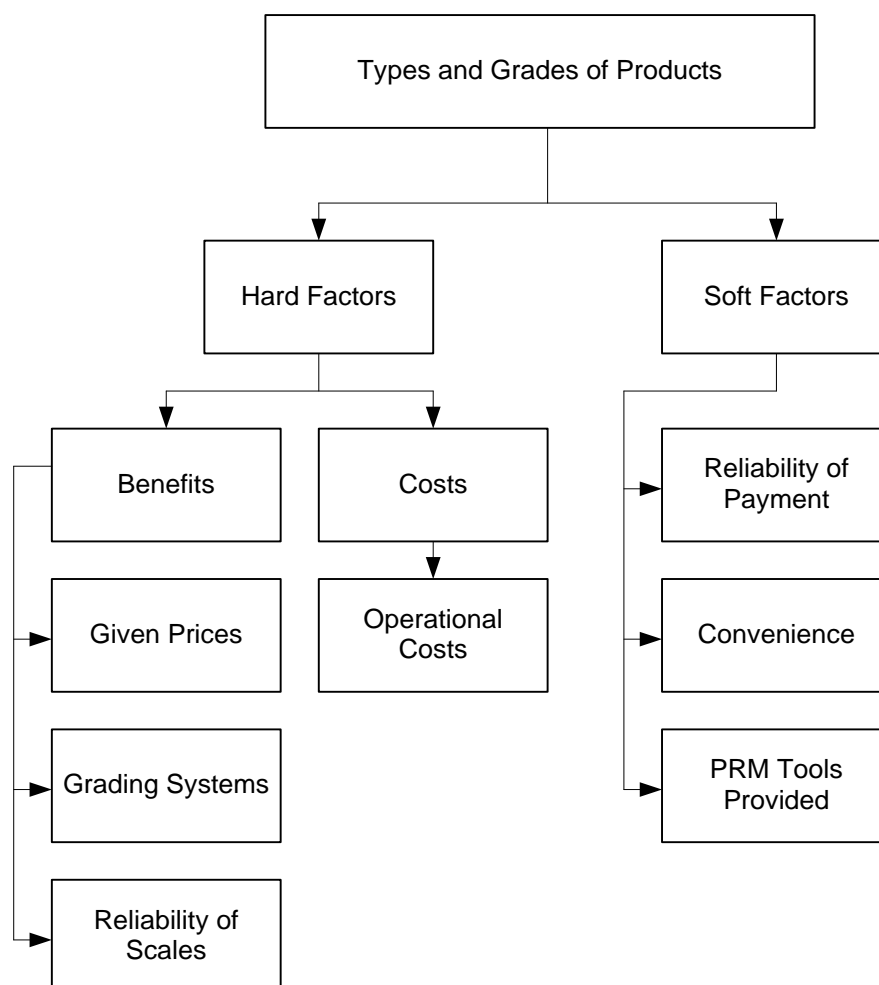 Types and Grades of Products
Hard Factors
Soft Factors
Benefits
Costs
Reliability of
Payment
Given Prices
Operational
Costs
Convenience
Grading Systems
PRM Tools
Provided
Reliability of
Scales